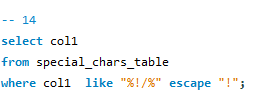 -- 14
select col1
from special_chars_table
where col1  like "%!/%" escape "!";